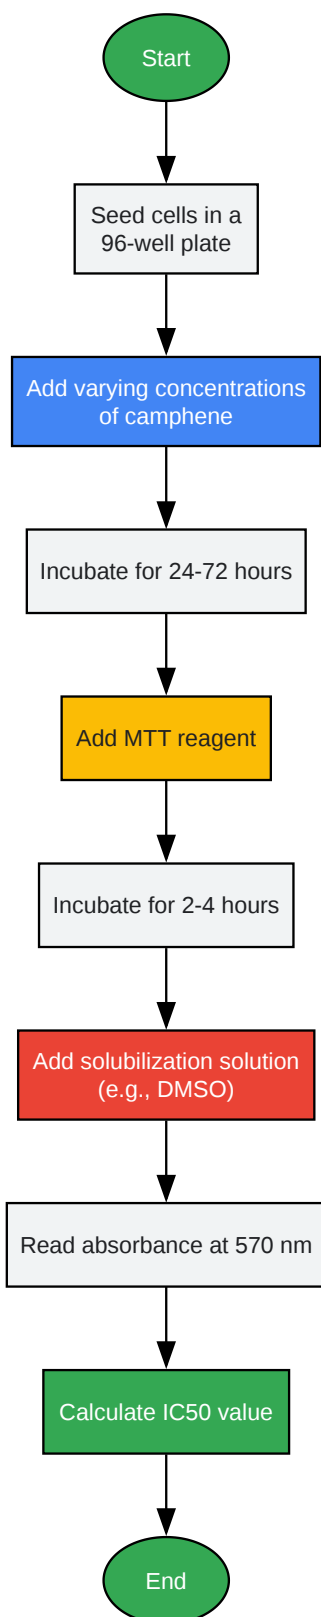 Start
Seed cells in a
96-well plate
Add varying concentrations
of camphene
Incubate for 24-72 hours
Add MTT reagent
Incubate for 2-4 hours
Add solubilization solution
(e.g., DMSO)
Read absorbance at 570 nm
Calculate IC50 value
End